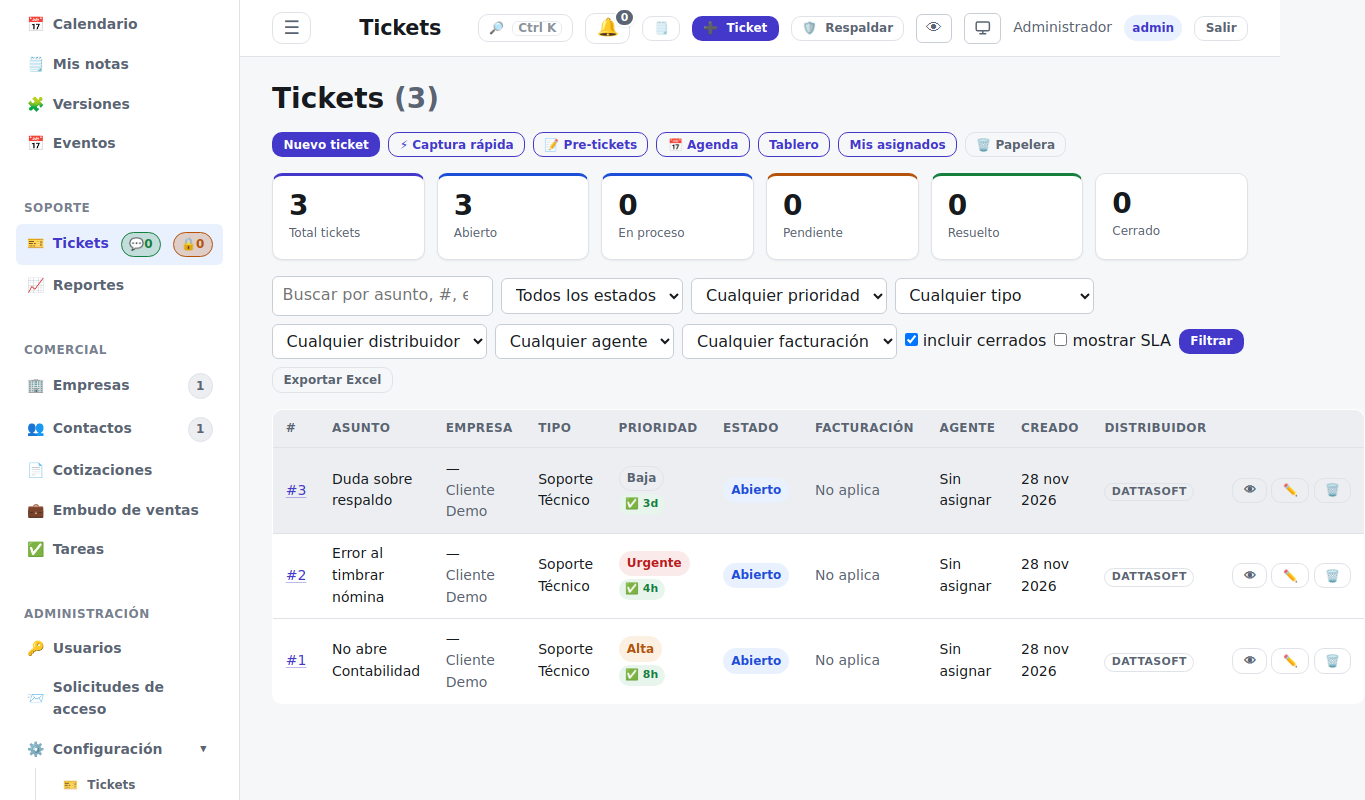 Calendario
Mis notas
Versiones
Eventos
SOPORTE
Tickets 0 0
Reportes
COMERCIAL
Empresas 1
Contactos 1
Cotizaciones
Embudo de ventas
Tareas
ADMINISTRACIÓN
Usuarios
Solicitudes de
acceso
Configuración ▾
Tickets
☰ Tickets Ctrl K 0 Ticket Respaldar Administrador admin Salir
Tickets (3)
Nuevo ticket ⚡ Captura rápida Pre-tickets Agenda Tablero Mis asignados Papelera
3 3 0 0 0 0
Total tickets Abierto En proceso Pendiente Resuelto Cerrado
Buscar por asunto, #, e Todos los estados Cualquier prioridad Cualquier tipo
Cualquier distribuidor Cualquier agente Cualquier facturación incluir cerrados mostrar SLA Filtrar
Exportar Excel
# ASUNTO EMPRESA TIPO PRIORIDAD ESTADO FACTURACIÓN AGENTE CREADO DISTRIBUIDOR
#3 Duda sobre respaldo — Cliente Demo Soporte Técnico Baja ✅ 3d Abierto No aplica Sin asignar 28 nov 2026 DATTASOFT
#2 Error al timbrar nómina — Cliente Demo Soporte Técnico Urgente ✅ 4h Abierto No aplica Sin asignar 28 nov 2026 DATTASOFT
#1 No abre Contabilidad — Cliente Demo Soporte Técnico Alta ✅ 8h Abierto No aplica Sin asignar 28 nov 2026 DATTASOFT